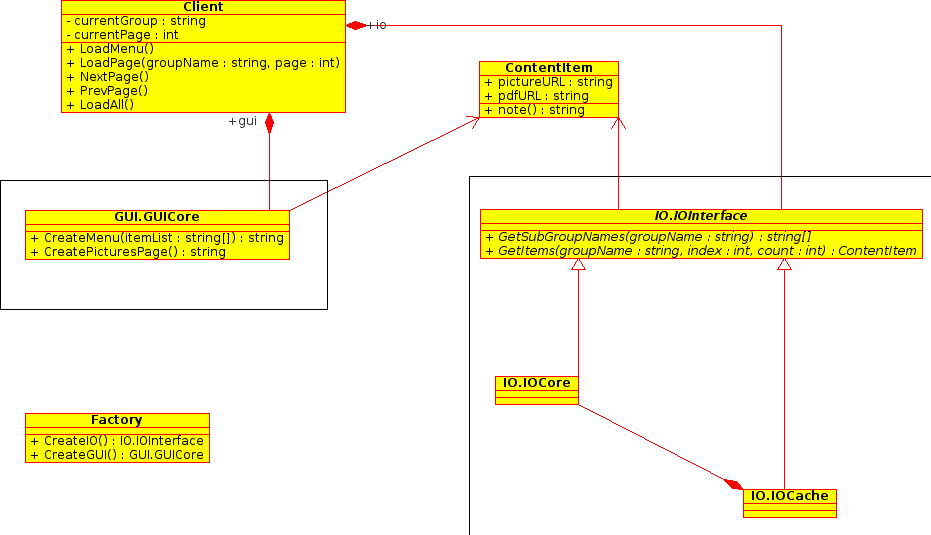 Client
- currentGroup : string
- currentPage : int
+ LoadMenu()
+ LoadPage(groupName : string, page : int)
+ NextPage()
+ PrevPage()
+ LoadAll()
+io
+gui
ContentItem
+ pictureURL : string
+ pdfURL : string
+ note() : string
GUI.GUICore
+ CreateMenu(itemList : string[]) : string
+ CreatePicturesPage() : string
IO.IOInterface
+ GetSubGroupNames(groupName : string) : string[]
+ GetItems(groupName : string, index : int, count : int) : ContentItem
IO.IOCore
Factory
+ CreateIO() : IO.IOInterface
+ CreateGUI() : GUI.GUICore
IO.IOCache